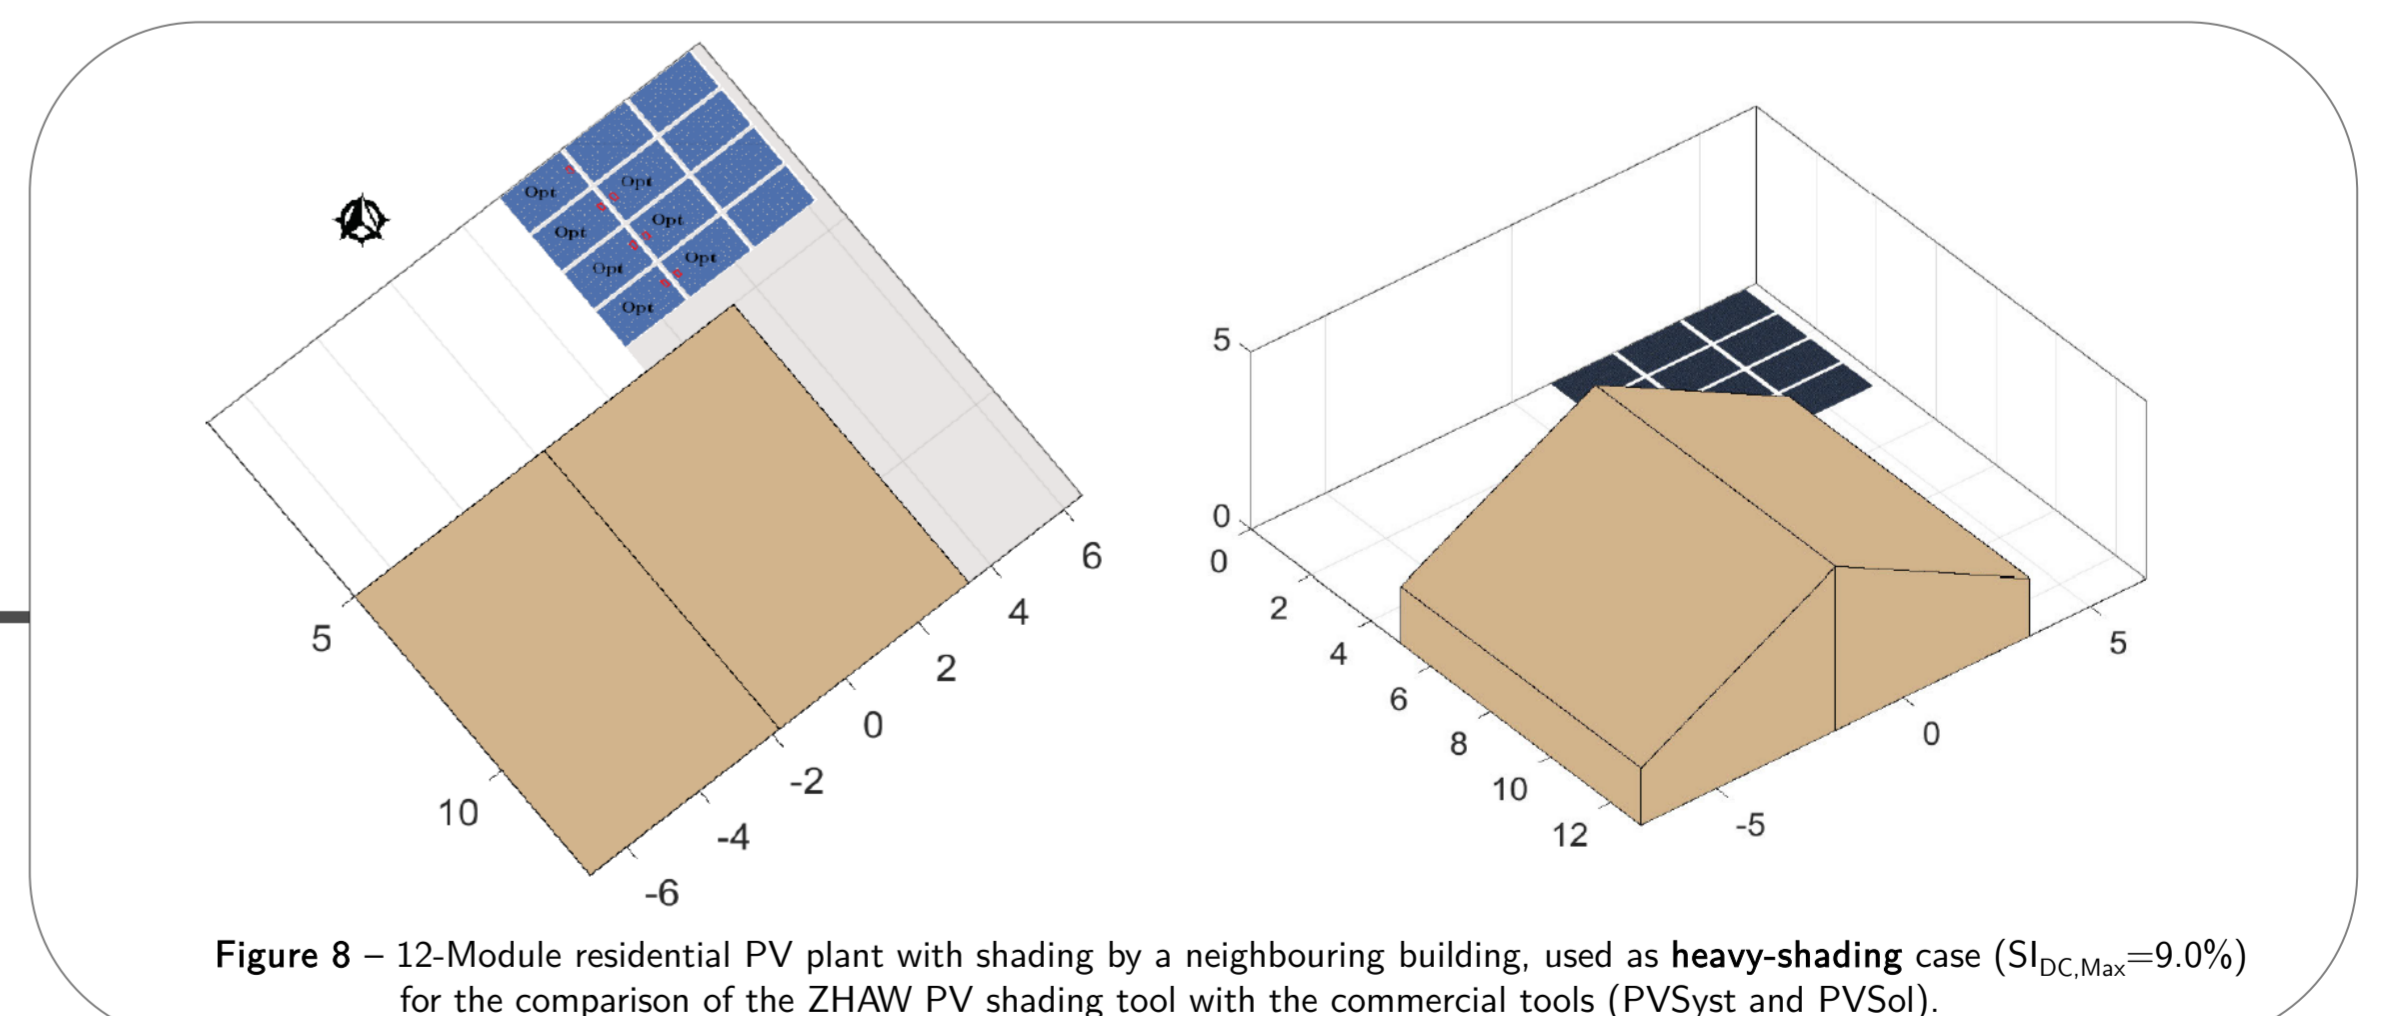 Opt
Opt
Opt
Opt
Opt
Opt
Opt
5
10
6
4
2
0
-2
-4
-6
5
0
0
2
4
6
8
10
12
5
0
-5
Figure 8 – 12-Module residential PV plant with shading by a neighbouring building, used as heavy-shading case (SI_DC,Max=9.0%)
for the comparison of the ZHAW PV shading tool with the commercial tools (PVSyst and PVSol).